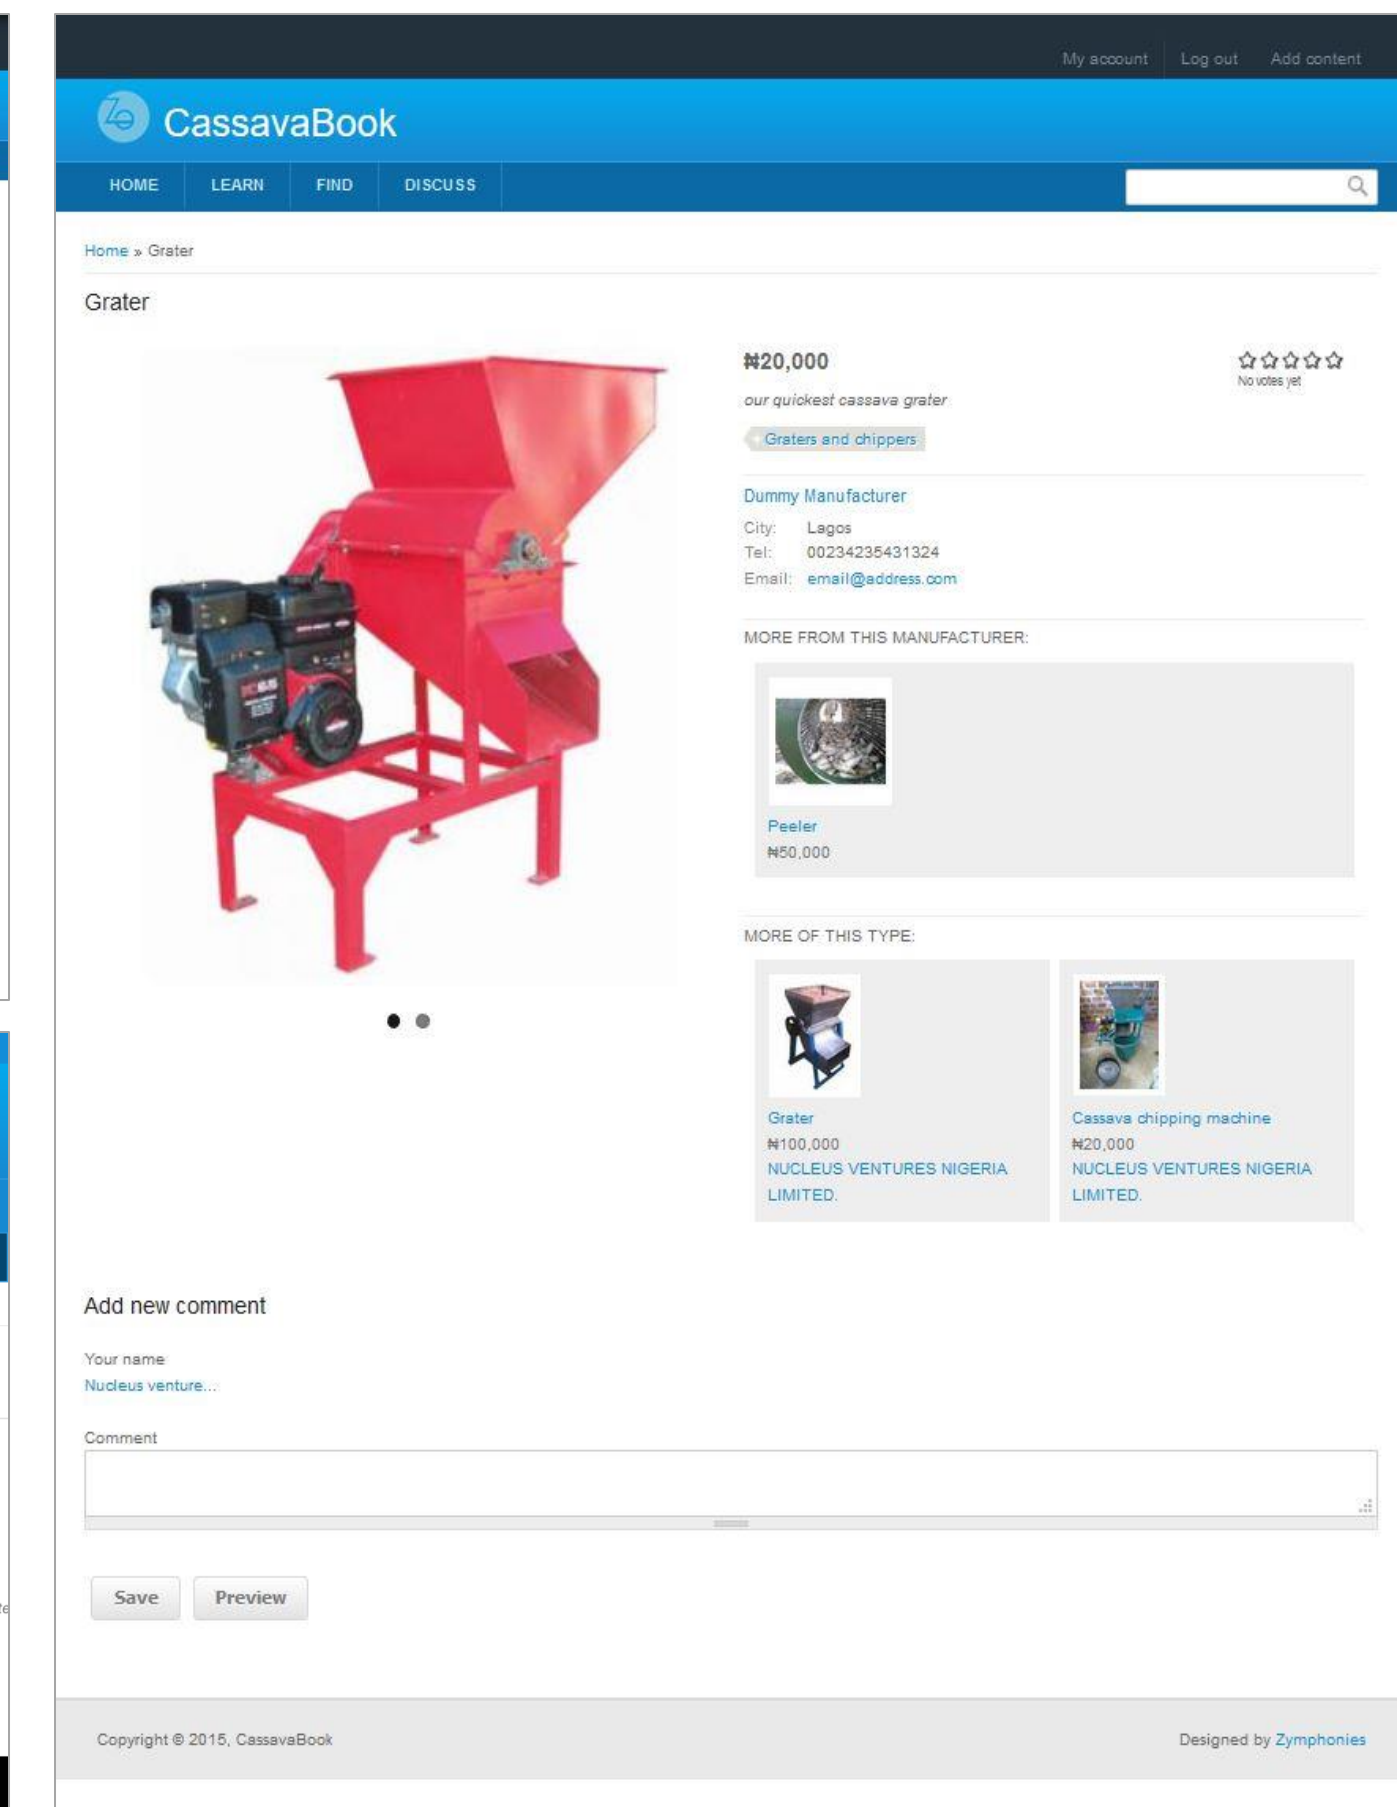 My account Log out Add content
CassavaBook
HOME LEARN FIND DISCUSS
Home » Grater
Grater
₦20,000
No votes yet
our quickest cassava grater
Graters and chippers
Dummy Manufacturer
City: Lagos
Tel: 00234235431324
Email: email@address.com
MORE FROM THIS MANUFACTURER:
Peeler
₦50,000
MORE OF THIS TYPE:
Grater
₦100,000
NUCLEUS VENTURES NIGERIA
LIMITED.
Cassava chipping machine
₦20,000
NUCLEUS VENTURES NIGERIA
LIMITED.
Add new comment
Your name
Nucleus venture...
Comment
Save Preview
Copyright © 2015, CassavaBook
Designed by Zymphonies